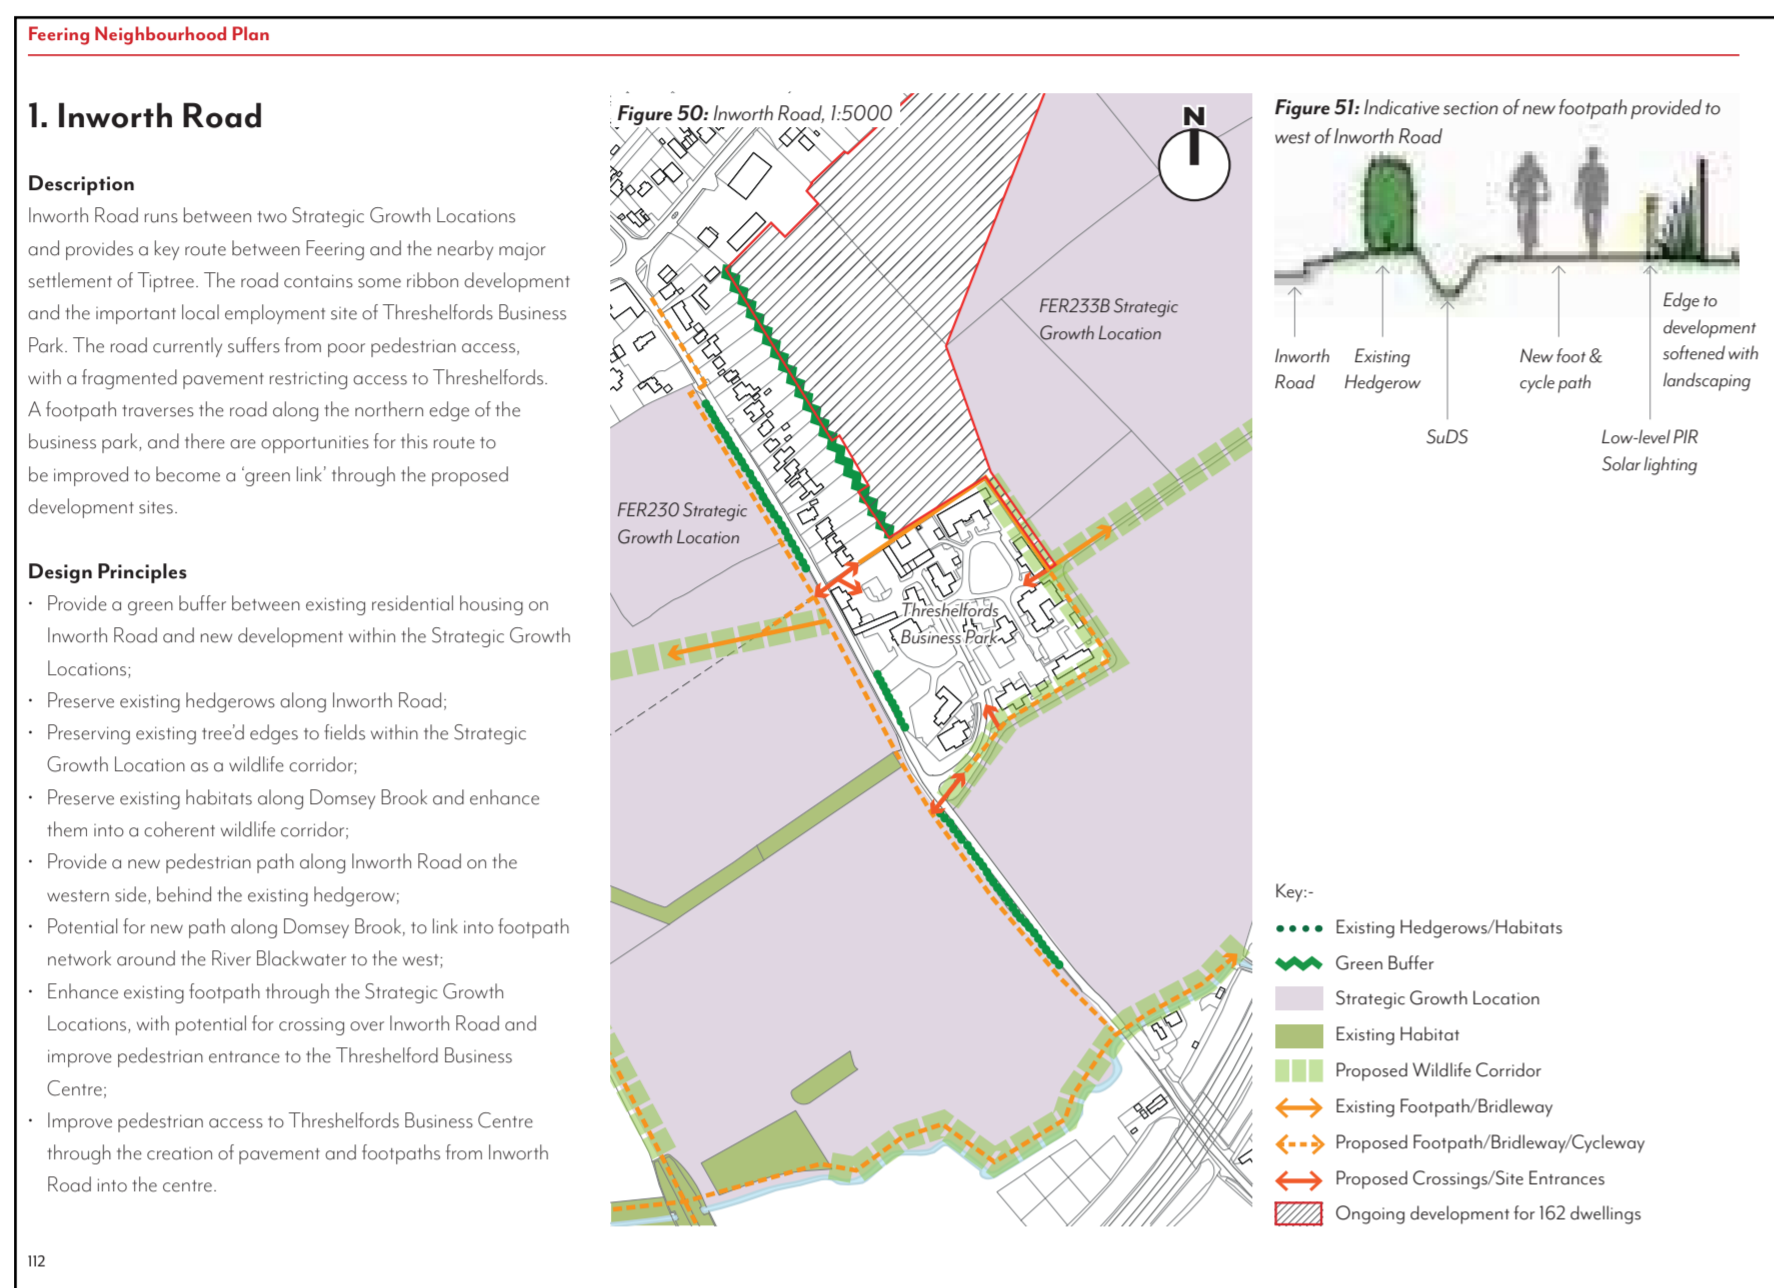 Feering Neighbourhood Plan
1. Inworth Road
Description
Inworth Road runs between two Strategic Growth Locations
and provides a key route between Feering and the nearby major
settlement of Tiptree. The road contains some ribbon development
and the important local employment site of Threshelfords Business
Park. The road currently suffers from poor pedestrian access,
with a fragmented pavement restricting access to Threshelfords.
A footpath traverses the road along the northern edge of the
business park, and there are opportunities for this route to
be improved to become a ‘green link’ through the proposed
development sites.
Design Principles
• Provide a green buffer between existing residential housing on
Inworth Road and new development within the Strategic Growth
Locations;
• Preserve existing hedgerows along Inworth Road;
• Preserving existing tree’d edges to fields within the Strategic
Growth Location as a wildlife corridor;
• Preserve existing habitats along Domsey Brook and enhance
them into a coherent wildlife corridor;
• Provide a new pedestrian path along Inworth Road on the
western side, behind the existing hedgerow;
• Potential for new path along Domsey Brook, to link into footpath
network around the River Blackwater to the west;
• Enhance existing footpath through the Strategic Growth
Locations, with potential for crossing over Inworth Road and
improve pedestrian entrance to the Threshelford Business
Centre;
• Improve pedestrian access to Threshelfords Business Centre
through the creation of pavement and footpaths from Inworth
Road into the centre.
112
Figure 50: Inworth Road, 1:5000
N
FER233B Strategic
Growth Location
FER230 Strategic
Growth Location
Threshelfords
Business Park
Figure 51: Indicative section of new footpath provided to
west of Inworth Road
Inworth
Road
Existing
Hedgerow
SuDS
New foot &
cycle path
Low-level PIR
Solar lighting
Edge to
development
softened with
landscaping
Key:-
Existing Hedgerows/Habitats
Green Buffer
Strategic Growth Location
Existing Habitat
Proposed Wildlife Corridor
Existing Footpath/Bridleway
Proposed Footpath/Bridleway/Cycleway
Proposed Crossings/Site Entrances
Ongoing development for 162 dwellings